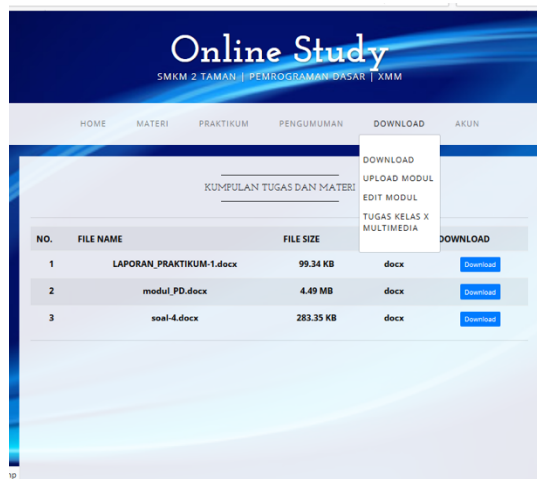 Online Study
SMKM 2 TAMAN | PEMROGRAMAN DASAR | XMM
HOME MATERI PRAKTIKUM PENGUMUMAN DOWNLOAD AKUN
DOWNLOAD
UPLOAD MODUL
EDIT MODUL
TUGAS KELAS X
MULTIMEDIA
KUMPULAN TUGAS DAN MATERI
NO. FILE NAME FILE SIZE DOWNLOAD
1 LAPORAN_PRAKTIKUM-1.docx 99.34 KB docx Download
2 modul_PD.docx 4.49 MB docx Download
3 soal-4.docx 283.35 KB docx Download